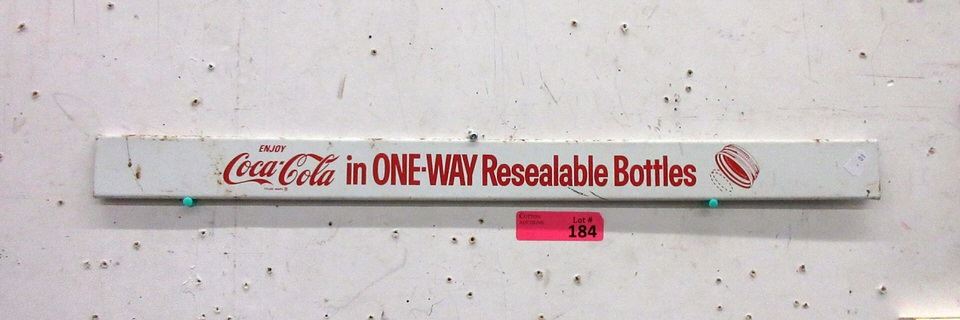 ENJOY
Coca-Cola in ONE-WAY Resealable Bottles
Lot #
184